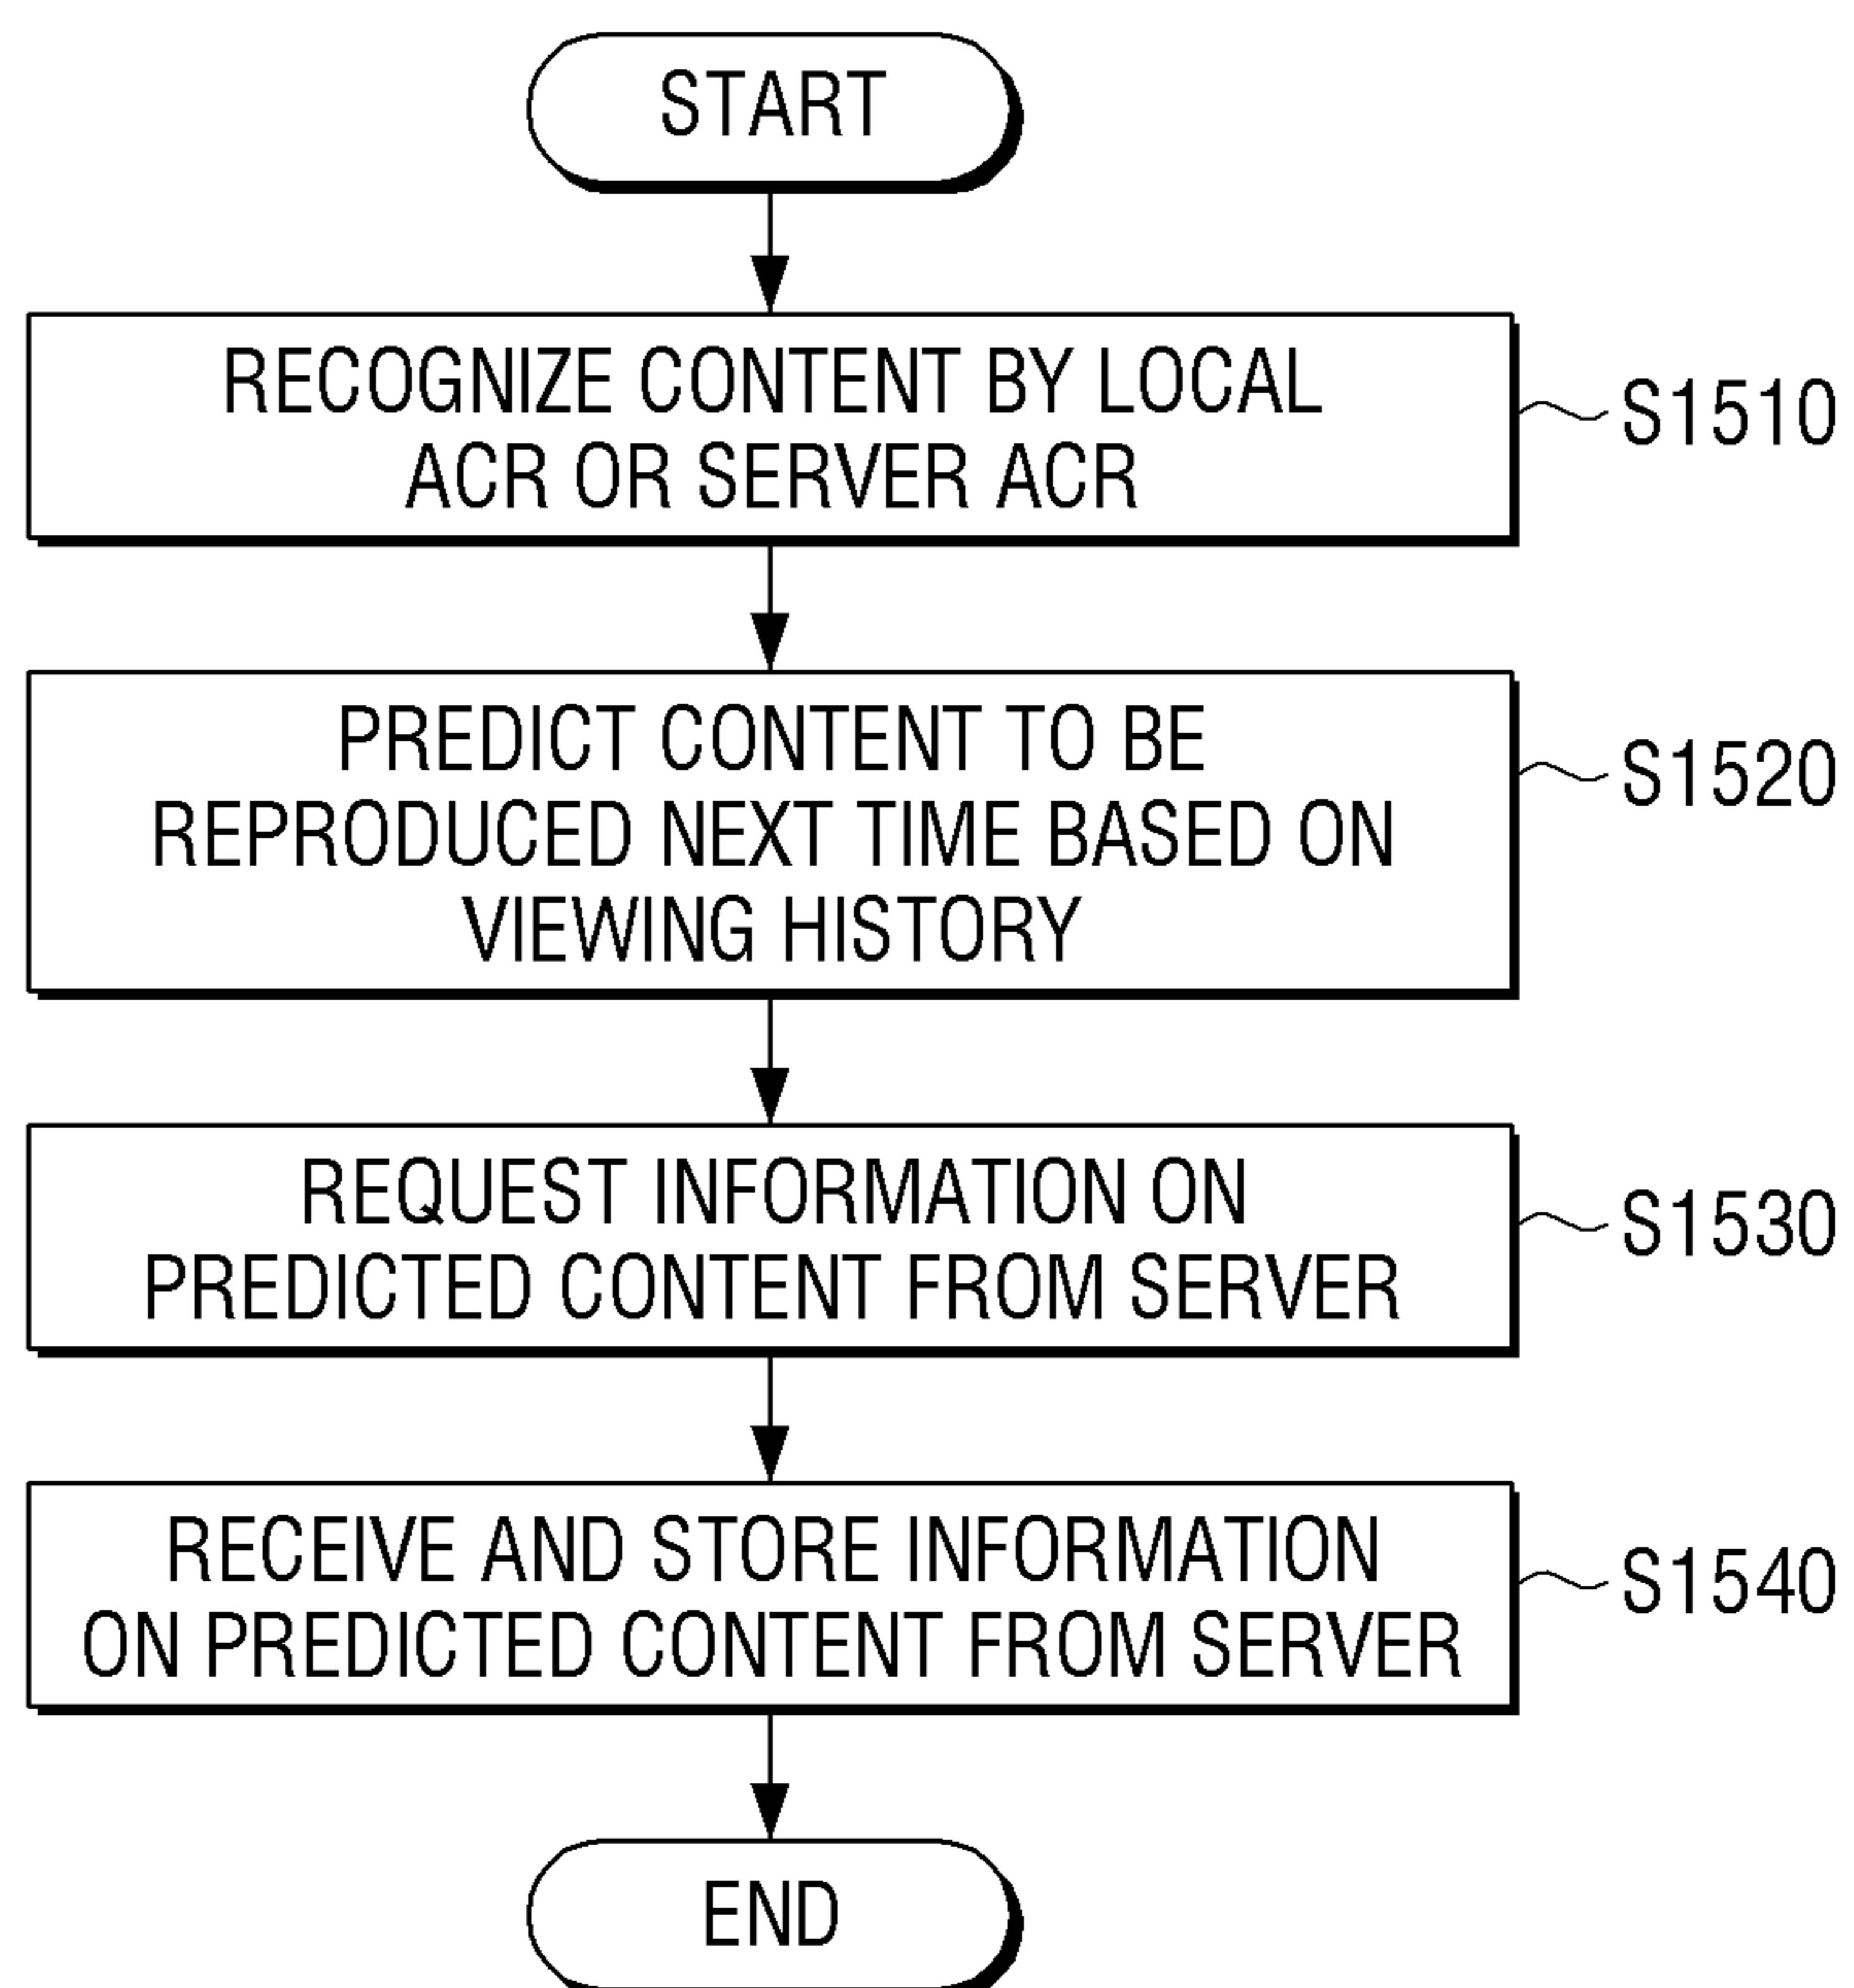 START
RECOGNIZE CONTENT BY LOCAL
ACR OR SERVER ACR
S1510
PREDICT CONTENT TO BE
REPRODUCED NEXT TIME BASED ON
VIEWING HISTORY
S1520
REQUEST INFORMATION ON
PREDICTED CONTENT FROM SERVER
S1530
RECEIVE AND STORE INFORMATION
ON PREDICTED CONTENT FROM SERVER
S1540
END